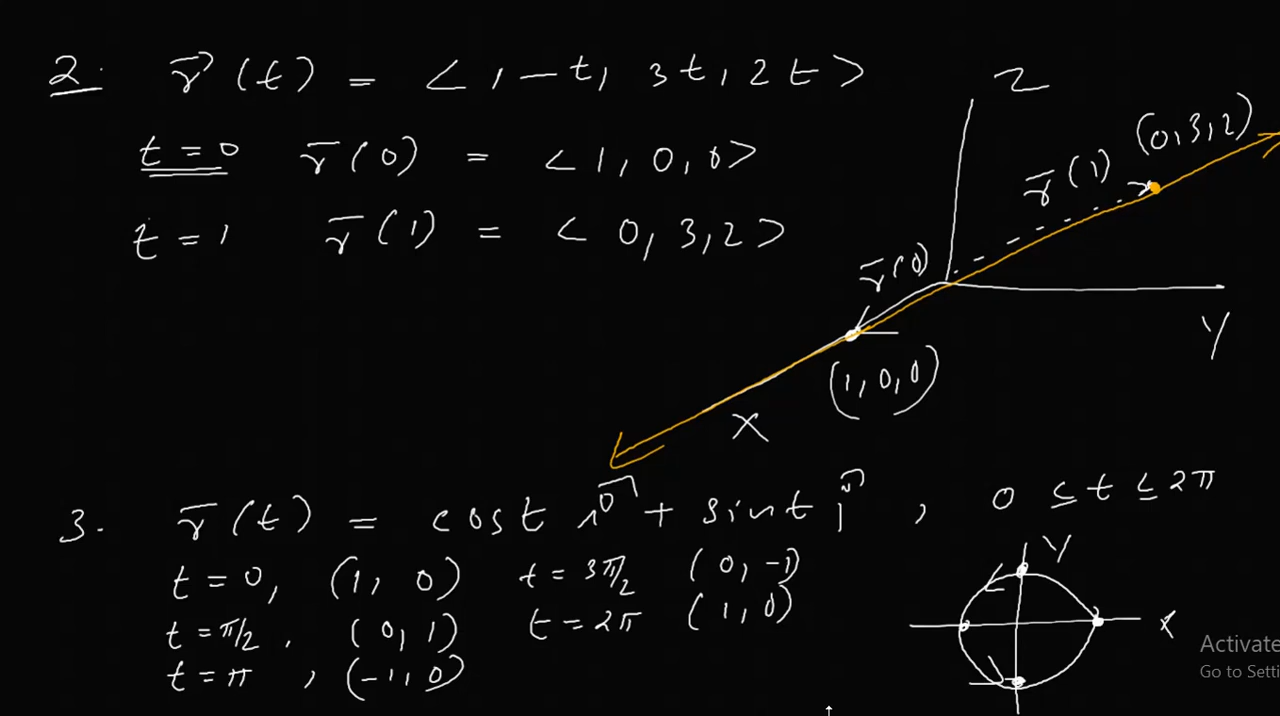 2. r̄(t) = <1-t, 3t, 2t>
t=0 r̄(0) = <1, 0, 0>
t=1 r̄(1) = <0, 3, 2>
Z
(0,3,2)
r̄(1)
r̄(0)
Y
(1,0,0)
X
3. r̄(t) = cost i + sint j, 0 ≤ t ≤ 2π
t=0, (1, 0) t=3π/2 (0,-1)
t=π/2, (0, 1) t=2π (1,0)
t=π, (-1,0)
Y
X
Activate
Go to Setti